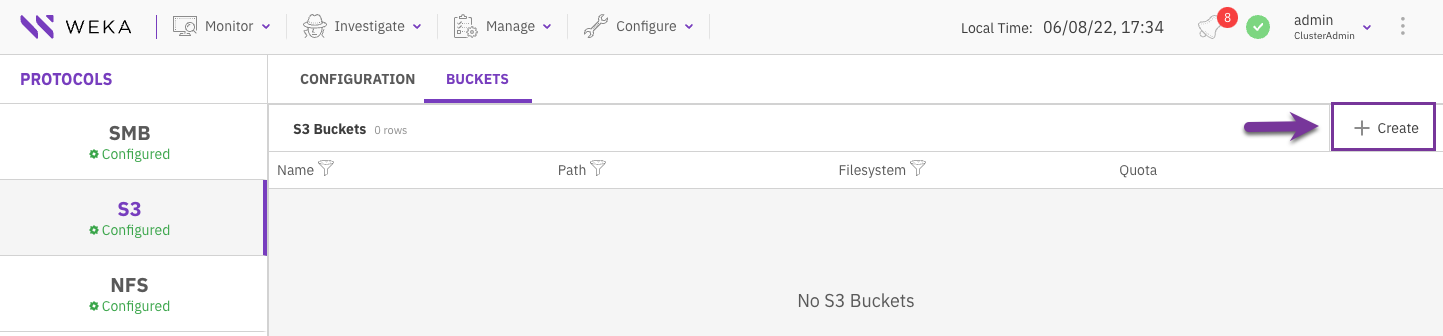 WEKA Monitor Investigate Manage Configure Local Time: 06/08/22, 17:34 8 admin
ClusterAdmin
PROTOCOLS
CONFIGURATION BUCKETS
SMB
Configured
S3 Buckets 0 rows
Create
Name Path Filesystem Quota
S3
Configured
NFS
Configured
No S3 Buckets